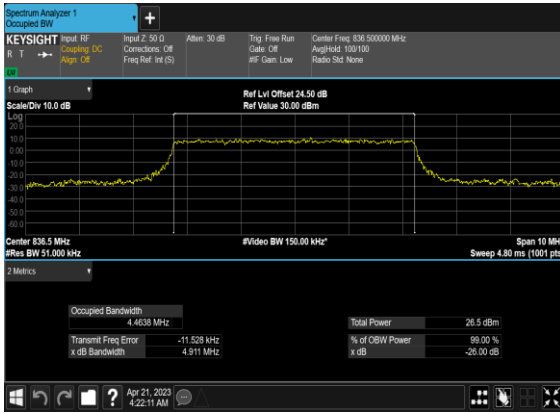 Spectrum Analyzer 1
Occupied BW
+
KEYSIGHT
R T
LW
Input: RF
Coupling: DC
Align: Off
Input Z: 50 Ω
Corrections: Off
Freq Ref: Int (S)
Atten: 30 dB
Trig: Free Run
Gate: Off
#IF Gain: Low
Center Freq: 836.500000 MHz
Avg|Hold: 100/100
Radio Std: None
1 Graph
Scale/Div 10.0 dB
Ref Lvl Offset 24.50 dB
Ref Value 30.00 dBm
Log
20.0
10.0
0.00
-10.0
-20.0
-30.0
-40.0
-50.0
-60.0
Center 836.5 MHz
#Res BW 51.000 kHz
#Video BW 150.00 kHz*
Span 10 MH
Sweep 4.80 ms (1001 pts
2 Metrics
Occupied Bandwidth
4.4638 MHz
Transmit Freq Error -11.528 kHz
x dB Bandwidth 4.911 MHz
Total Power 26.5 dBm
% of OBW Power 99.00 %
x dB -26.00 dB
?
Apr 21, 2023
4:22:11 AM